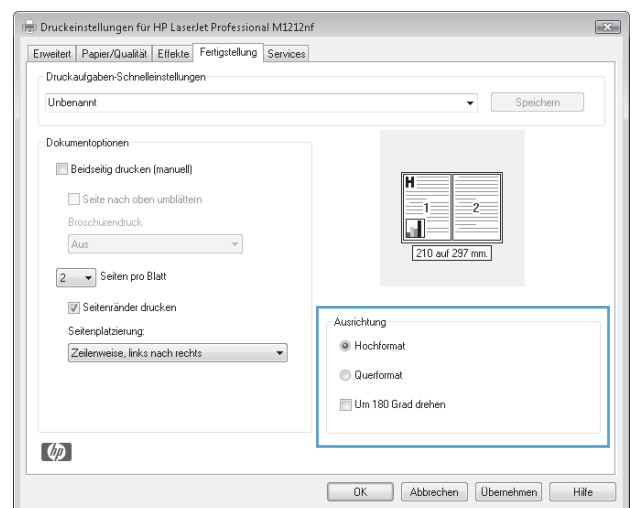 Druckeinstellungen für HP LaserJet Professional M1212nf
Erweitert Papier/Qualität Effekte Fertigstellung Services
Druckaufgaben-Schnelleinstellungen
Unbenannt Speichern
Dokumentoptionen
Beidseitig drucken (manuell)
Seite nach oben umblättern
Broschürendruck
Aus
2 Seiten pro Blatt
Seitenränder drucken
Seitenplatzierung:
Zeilenweise, links nach rechts
H
1 2
210 auf 297 mm.
Ausrichtung
Hochformat
Querformat
Um 180 Grad drehen
hp
OK Abbrechen Übernehmen Hilfe